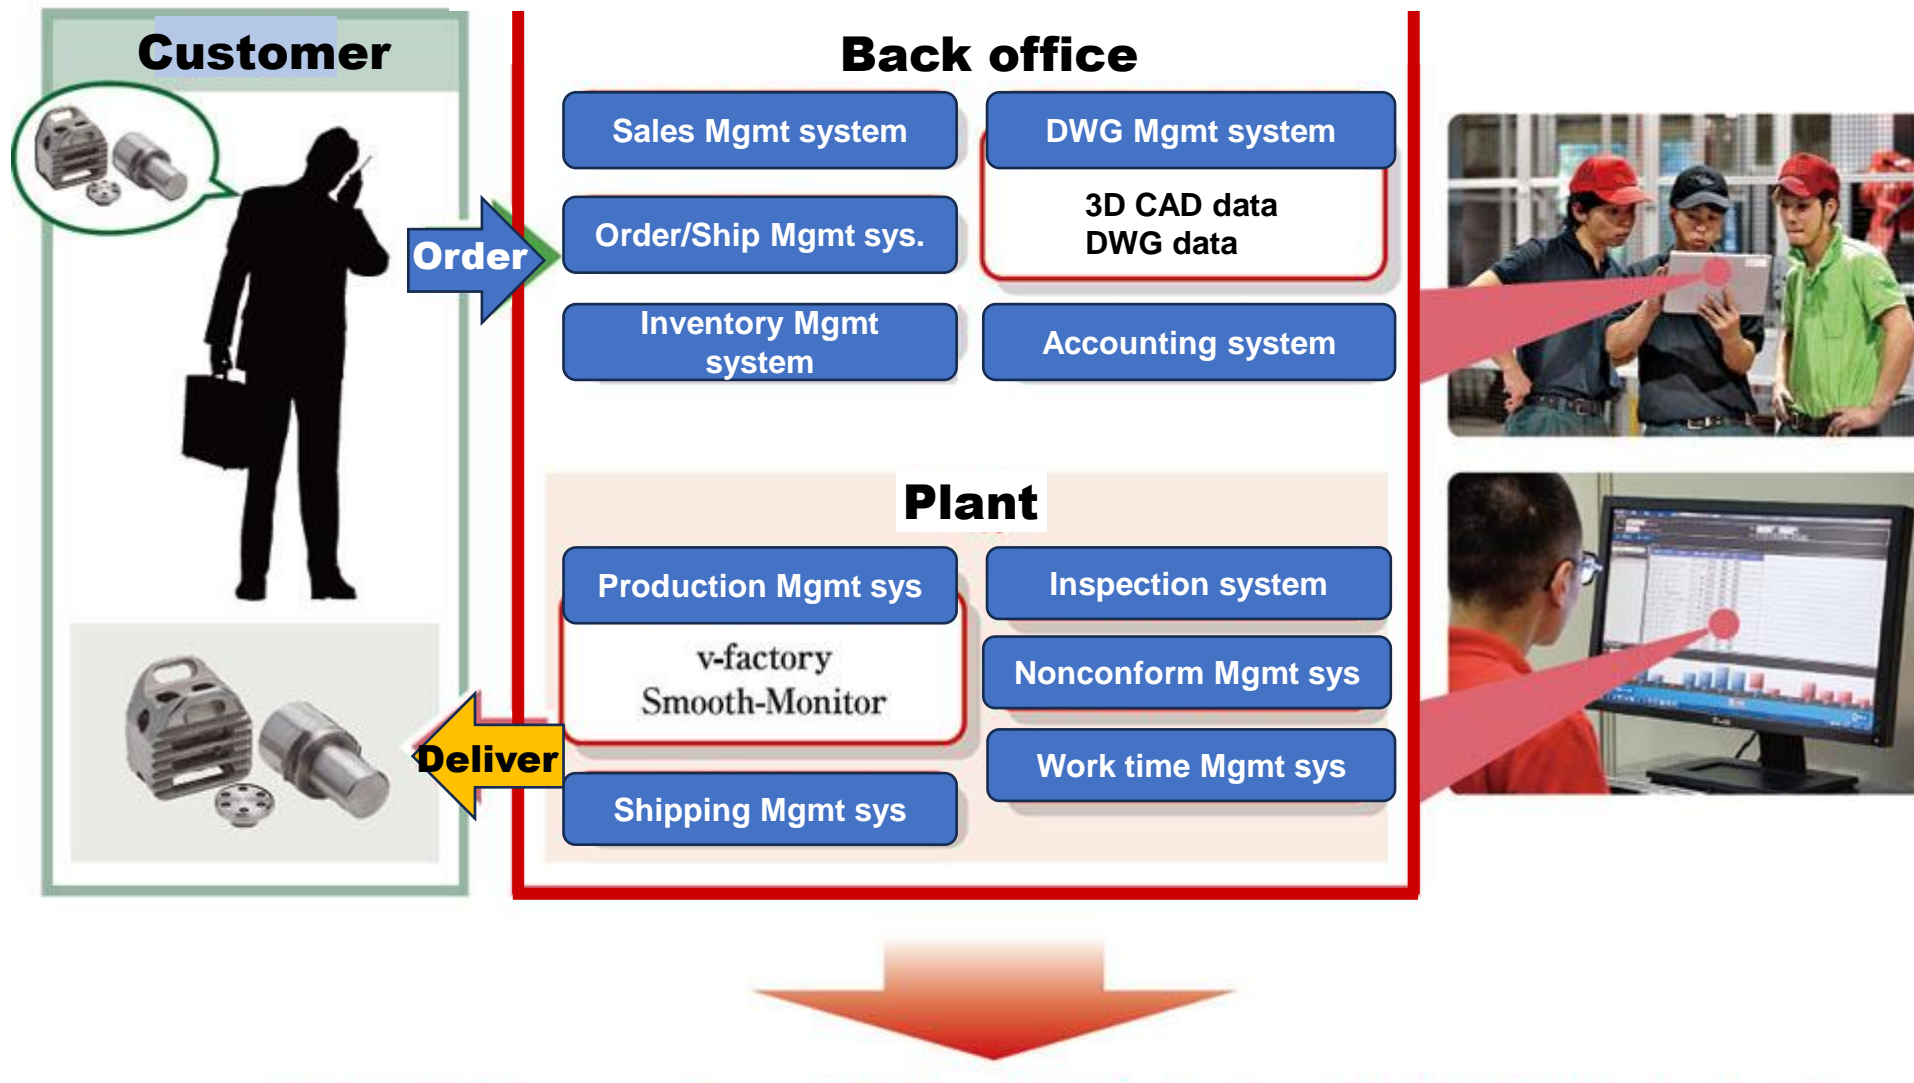 Customer
Order
Deliver
Back office
Sales Mgmt system
DWG Mgmt system
3D CAD data
DWG data
Order/Ship Mgmt sys.
Inventory Mgmt
system
Accounting system
Plant
Production Mgmt sys
v-factory
Smooth-Monitor
Shipping Mgmt sys
Inspection system
Nonconform Mgmt sys
Work time Mgmt sys